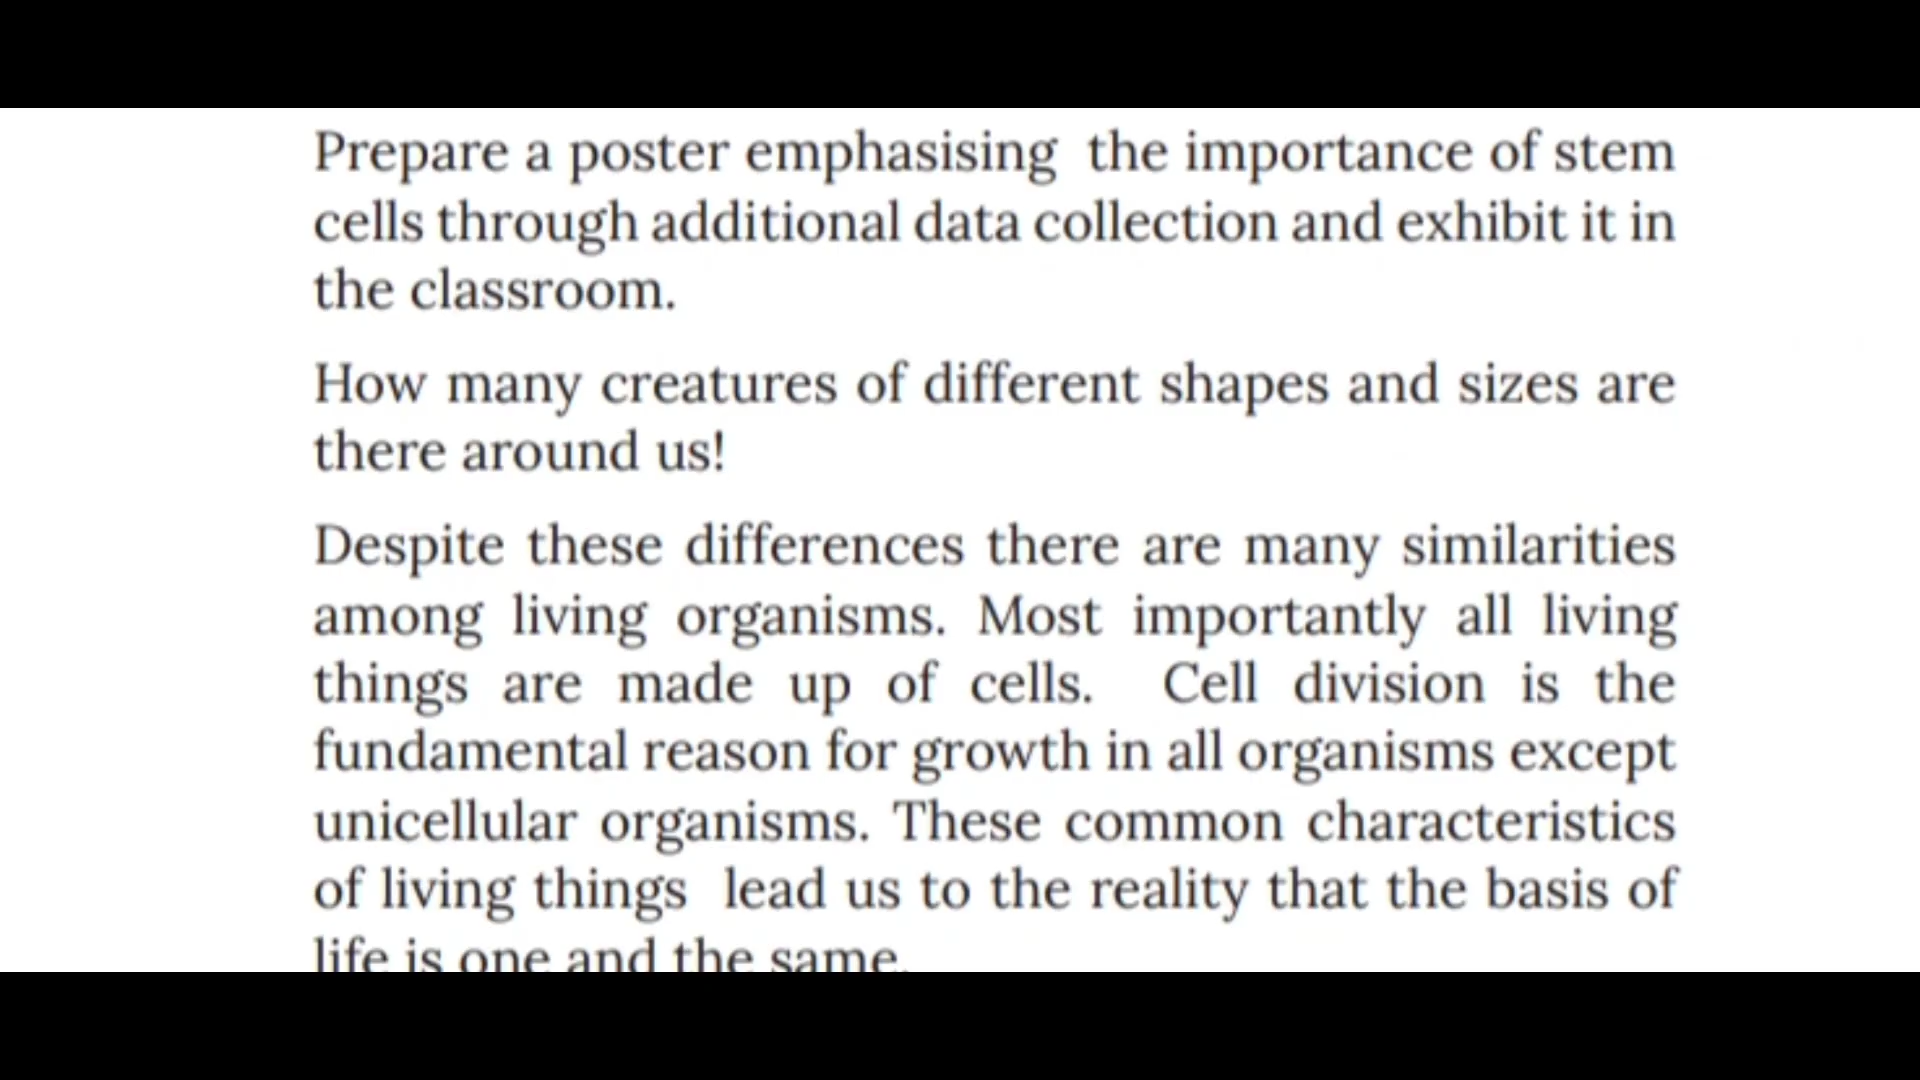 Prepare a poster emphasising the importance of stem
cells through additional data collection and exhibit it in
the classroom.
How many creatures of different shapes and sizes are
there around us!
Despite these differences there are many similarities
among living organisms. Most importantly all living
things are made up of cells. Cell division is the
fundamental reason for growth in all organisms except
unicellular organisms. These common characteristics
of living things lead us to the reality that the basis of
life is one and the same.